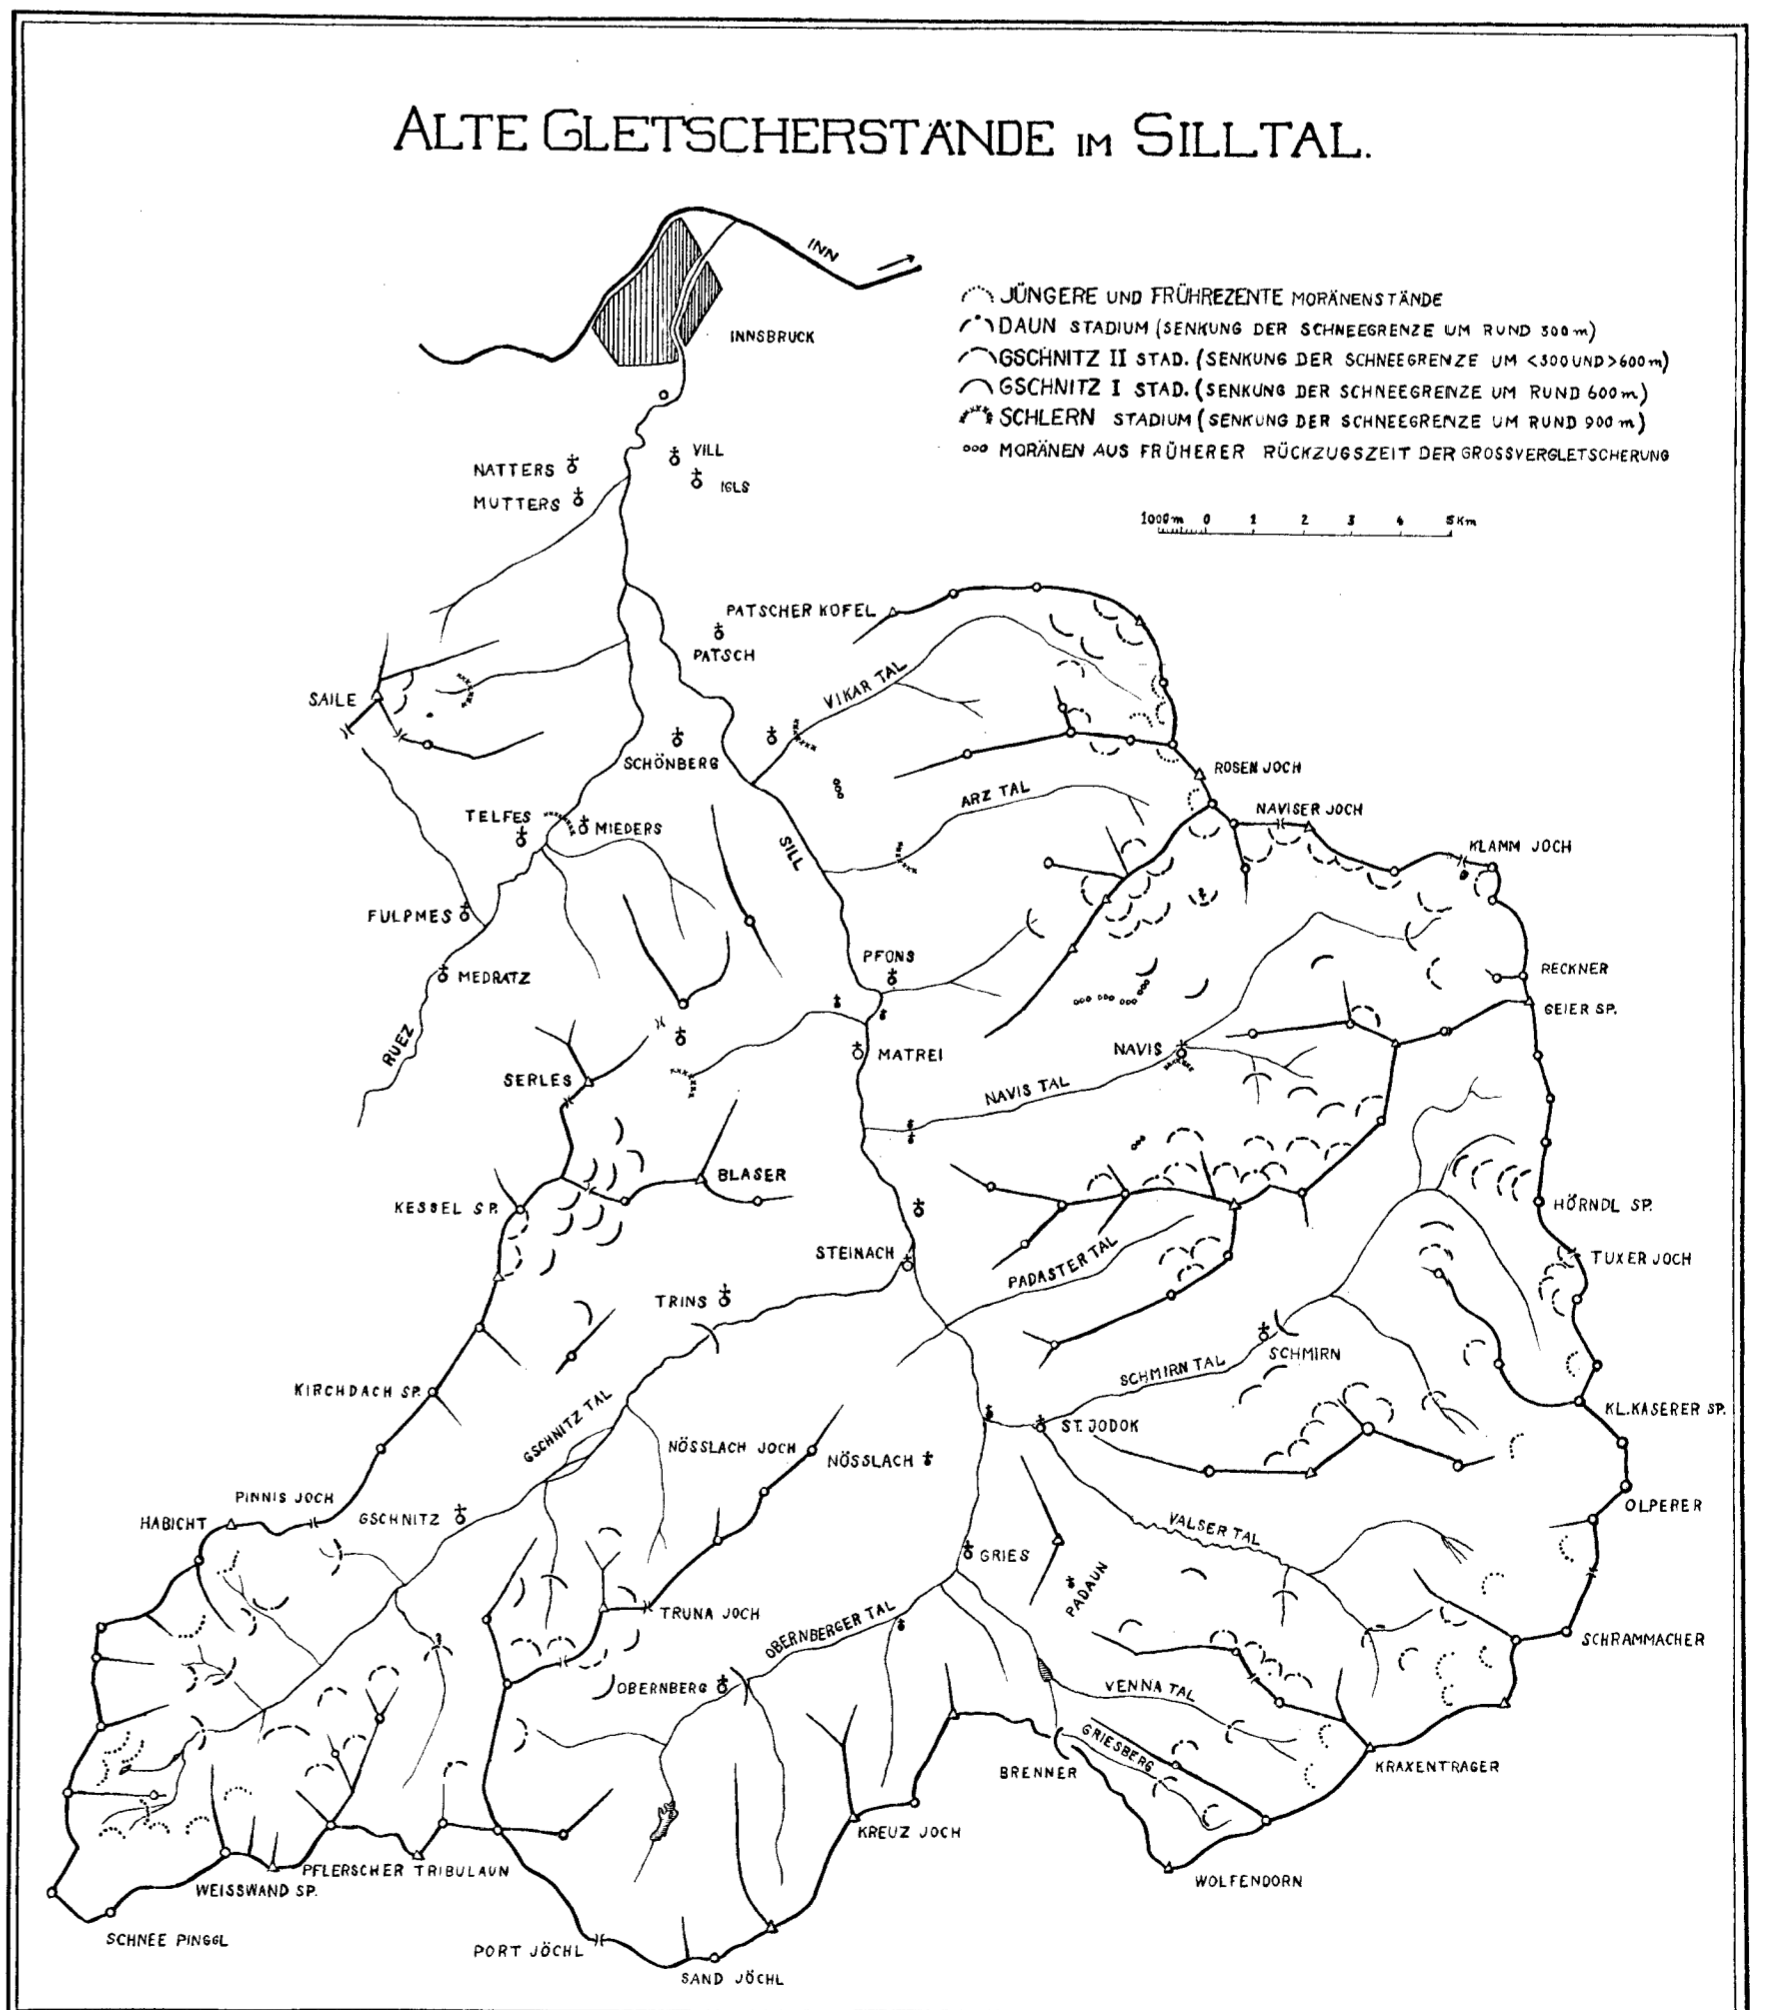 ALTE GLETSCHERSTÄNDE IM SILLTAL.
INN
INNSBRUCK
JÜNGERE UND FRÜHREZENTE MORÄNENSTÄNDE
DAUN STADIUM (SENKUNG DER SCHNEEGRENZE UM RUND 300 m)
GSCHNITZ II STAD. (SENKUNG DER SCHNEEGRENZE UM <300 UND >600 m)
GSCHNITZ I STAD. (SENKUNG DER SCHNEEGRENZE UM RUND 600 m)
SCHLERN STADIUM (SENKUNG DER SCHNEEGRENZE UM RUND 900 m)
MORÄNEN AUS FRÜHERER RÜCKZUGSZEIT DER GROSSVERGLETSCHERUNG
1000 m 0 1 2 3 4 5 Km
VILL
NATTERS
IGLS
MUTTERS
PATSCHER KOFEL
PATSCH
VIKAR TAL
SAILE
SCHÖNBERG
ROSEN JOCH
ARZ TAL
NAVISER JOCH
TELFES
MIEDERS
SILL
KLAMM JOCH
FULPMES
PFONS
RECKNER
MEDRATZ
GEIER SP.
RUEZ
MATREI
NAVIS
SERLES
NAVIS TAL
BLASER
KESSEL SP.
HÖRNDL SP.
STEINACH
PADASTER TAL
TUXER JOCH
TRINS
SCHMIRN
SCHMIRN TAL
KIRCHDACH SP.
KL. KASERER SP.
GSCHNITZ TAL
ST. JODOK
NÖSSLACH JOCH
NÖSSLACH
PINNIS JOCH
OLPERER
HABICHT
GSCHNITZ
VALSER TAL
GRIES
PADAUN
TRUNA JOCH
OBERNBERGER TAL
SCHRAMMACHER
OBERNBERG
VENNA TAL
GRIESBERG
BRENNER
KRAXENTRAGER
KREUZ JOCH
PFLERSCHER TRIBULAUN
WEISSWAND SP.
WOLFENDORN
SCHNEE PINGGL
PORT JÖCHL
SAND JÖCHL